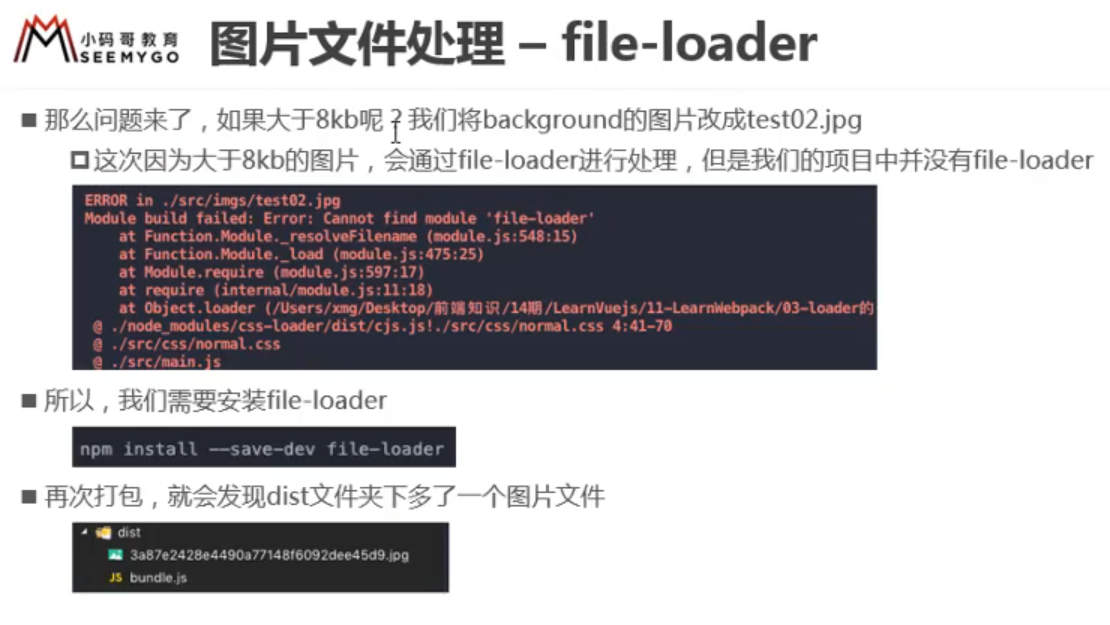 小码哥教育
SEEMYGO
图片文件处理 – file-loader
那么问题来了，如果大于8kb呢？我们将background的图片改成test02.jpg
这次因为大于8kb的图片，会通过file-loader进行处理，但是我们的项目中并没有file-loader
ERROR in ./src/imgs/test02.jpg
Module build failed: Error: Cannot find module 'file-loader'
at Function.Module._resolveFilename (module.js:548:15)
at Function.Module._load (module.js:475:25)
at Module.require (module.js:597:17)
at require (internal/module.js:11:18)
at Object.loader (/Users/xmg/Desktop/前端知识/14期/LearnVuejs/11-LearnWebpack/03-loader的
@ ./node_modules/css-loader/dist/cjs.js!./src/css/normal.css 4:41-70
@ ./src/css/normal.css
@ ./src/main.js
所以，我们需要安装file-loader
npm install --save-dev file-loader
再次打包，就会发现dist文件夹下多了一个图片文件
dist
3a87e2428e4490a77148f6092dee45d9.jpg
JS bundle.js